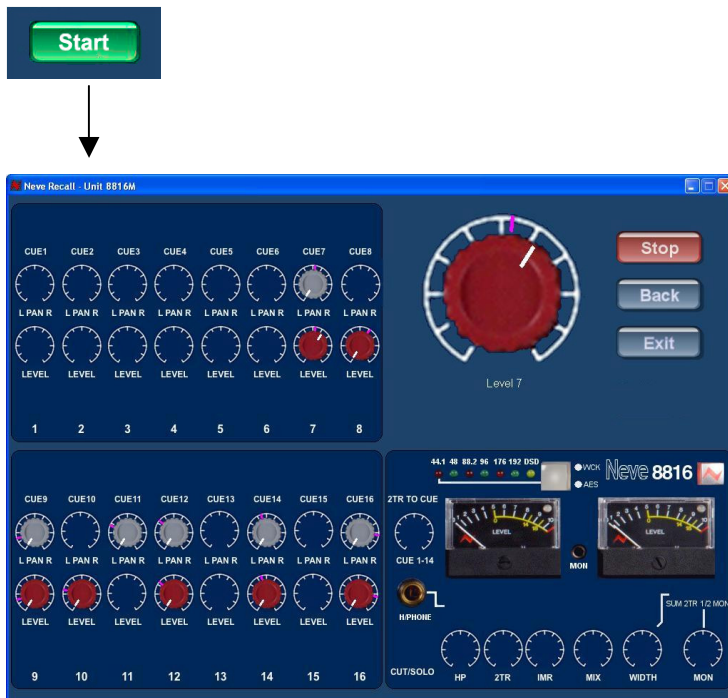 Start
Neve Recall - Unit 8816M
CUE1 CUE2 CUE3 CUE4 CUE5 CUE6 CUE7 CUE8
L PAN R L PAN R L PAN R L PAN R L PAN R L PAN R L PAN R L PAN R
LEVEL LEVEL LEVEL LEVEL LEVEL LEVEL LEVEL LEVEL
1 2 3 4 5 6 7 8
Level 7
Stop
Back
Exit
CUE9 CUE10 CUE11 CUE12 CUE13 CUE14 CUE15 CUE16
L PAN R L PAN R L PAN R L PAN R L PAN R L PAN R L PAN R L PAN R
LEVEL LEVEL LEVEL LEVEL LEVEL LEVEL LEVEL LEVEL
9 10 11 12 13 14 15 16
44.1 48 88.2 96 176 192 DSD
WCK
AES
Neve 8816
2TR TO CUE
CUE 1-14
LEVEL
LEVEL
MON
H/PHONE
SUM 2TR 1/2 MON
CUT/SOLO
HP 2TR IMR MIX WIDTH MON